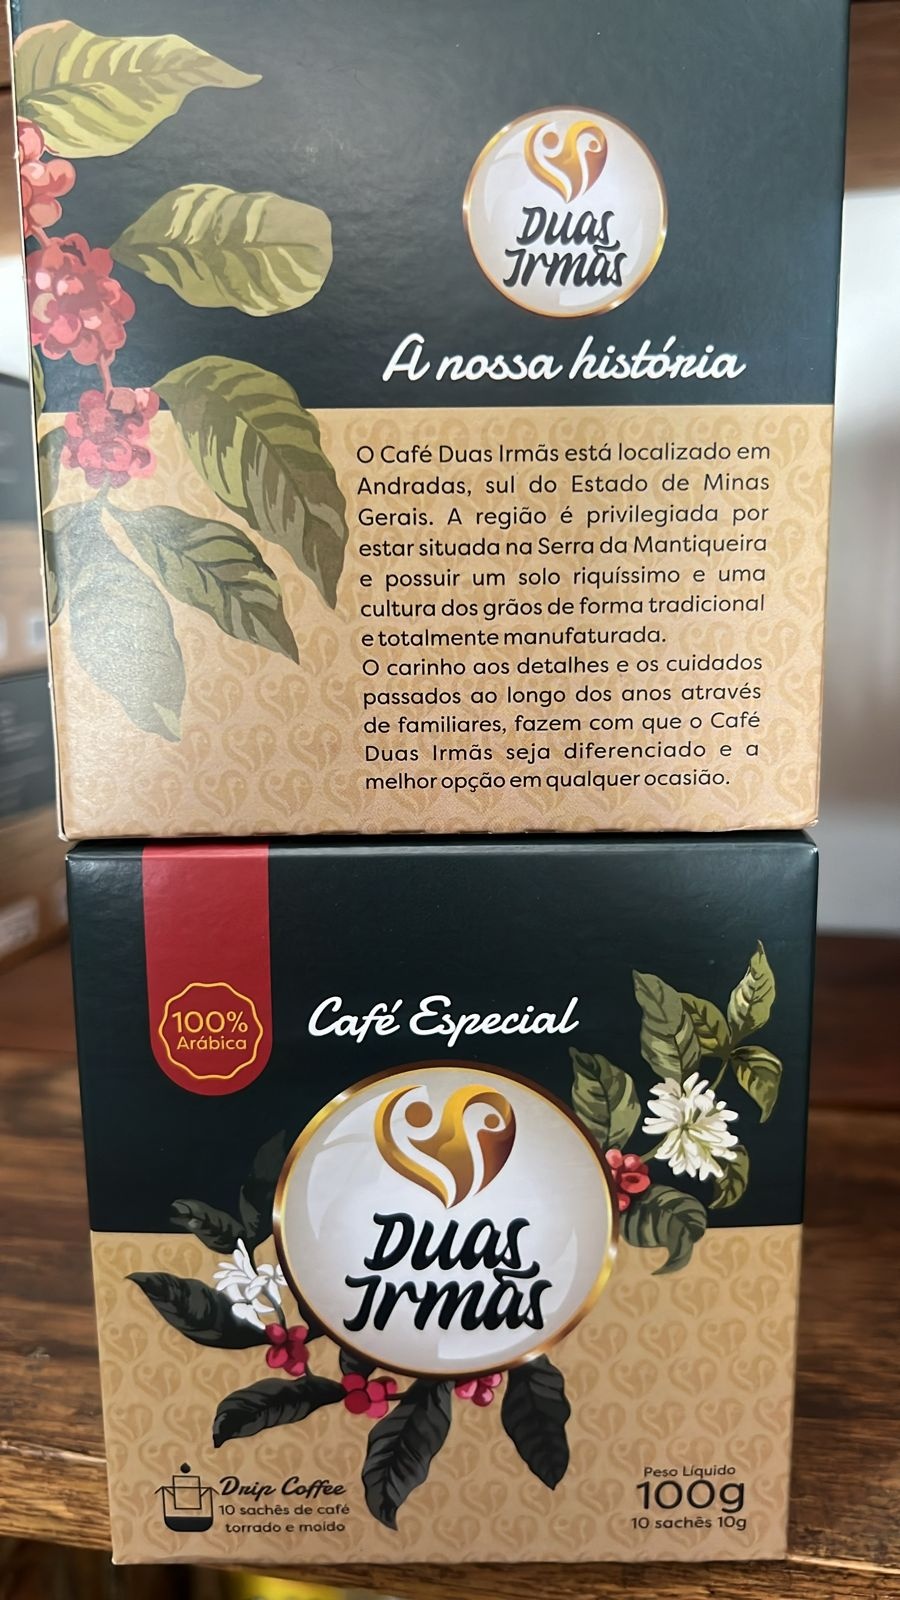 Duas
Irmãs
A nossa história
O Café Duas Irmãs está localizado em
Andradas, sul do Estado de Minas
Gerais. A região é privilegiada por
estar situada na Serra da Mantiqueira
e possuir um solo riquíssimo e uma
cultura dos grãos de forma tradicional
e totalmente manufaturada.
O carinho aos detalhes e os cuidados
passados ao longo dos anos através
de familiares, fazem com que o Café
Duas Irmãs seja diferenciado e a
melhor opção em qualquer ocasião.
100%
Arábica
Café Especial
Duas
Irmãs
Drip Coffee
10 sachês de café
torrado e moído
Peso Líquido
100g
10 sachês 10g